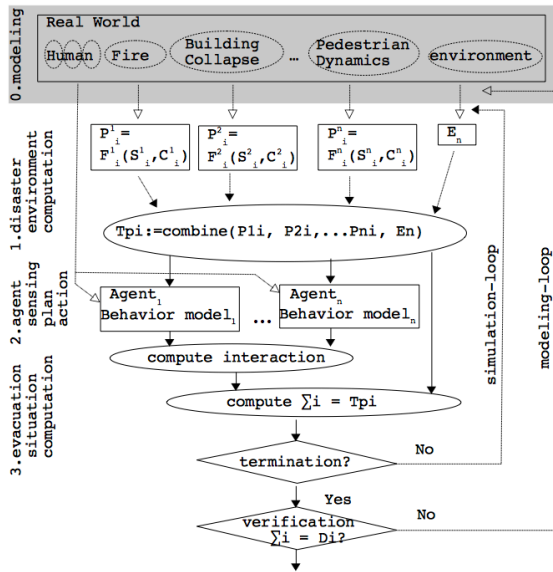 0.modeling
Real World
Human
Fire
Building
Collapse
...
Pedestrian
Dynamics
environment
1.disaster
environment
computation
P¹ᵢ=
F¹ᵢ(S¹ᵢ,C¹ᵢ)
P²ᵢ=
F²ᵢ(S²ᵢ,C²ᵢ)
Pⁿᵢ=
Fⁿᵢ(Sⁿᵢ,Cⁿᵢ)
Eₙ
Tpi:=combine(P1i, P2i,...Pni, En)
2.agent
sensing
plan
action
Agent₁
Behavior model₁
...
Agentₙ
Behavior modelₙ
simulation-loop
modeling-loop
3.evacuation
situation
computation
compute interaction
compute ∑i = Tpi
termination?
No
Yes
verification
∑i = Di?
No